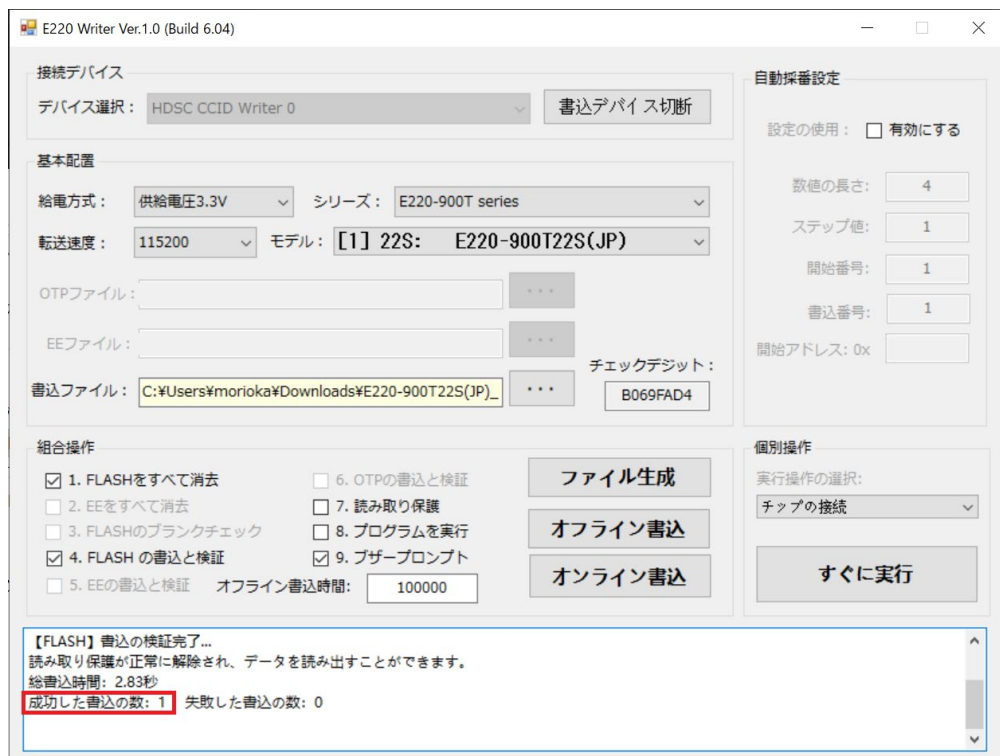 E220 Writer Ver.1.0 (Build 6.04)
接続デバイス
デバイス選択： HDSC CCID Writer 0 書込デバイス切断
基本配置
給電方式： 供給電圧3.3V シリーズ： E220-900T series
転送速度： 115200 モデル： [1] 22S: E220-900T22S(JP)
OTPファイル： ...
EEファイル： ...
チェックデジット：
書込ファイル： C:¥Users¥morioka¥Downloads¥E220-900T22S(JP)_ ... B069FAD4
自動採番設定
設定の使用： 有効にする
数値の長さ: 4
ステップ値: 1
開始番号: 1
書込番号: 1
開始アドレス: 0x
組合操作
1. FLASHをすべて消去 6. OTPの書込と検証 ファイル生成
2. EEをすべて消去 7. 読み取り保護
3. FLASHのブランクチェック 8. プログラムを実行 オフライン書込
4. FLASH の書込と検証 9. ブザープロンプト
5. EEの書込と検証 オフライン書込時間: 100000 オンライン書込
個別操作
実行操作の選択:
チップの接続
すぐに実行
【FLASH】書込の検証完了...
読み取り保護が正常に解除され、データを読み出すことができます。
総書込時間: 2.83秒
成功した書込の数: 1 失敗した書込の数: 0